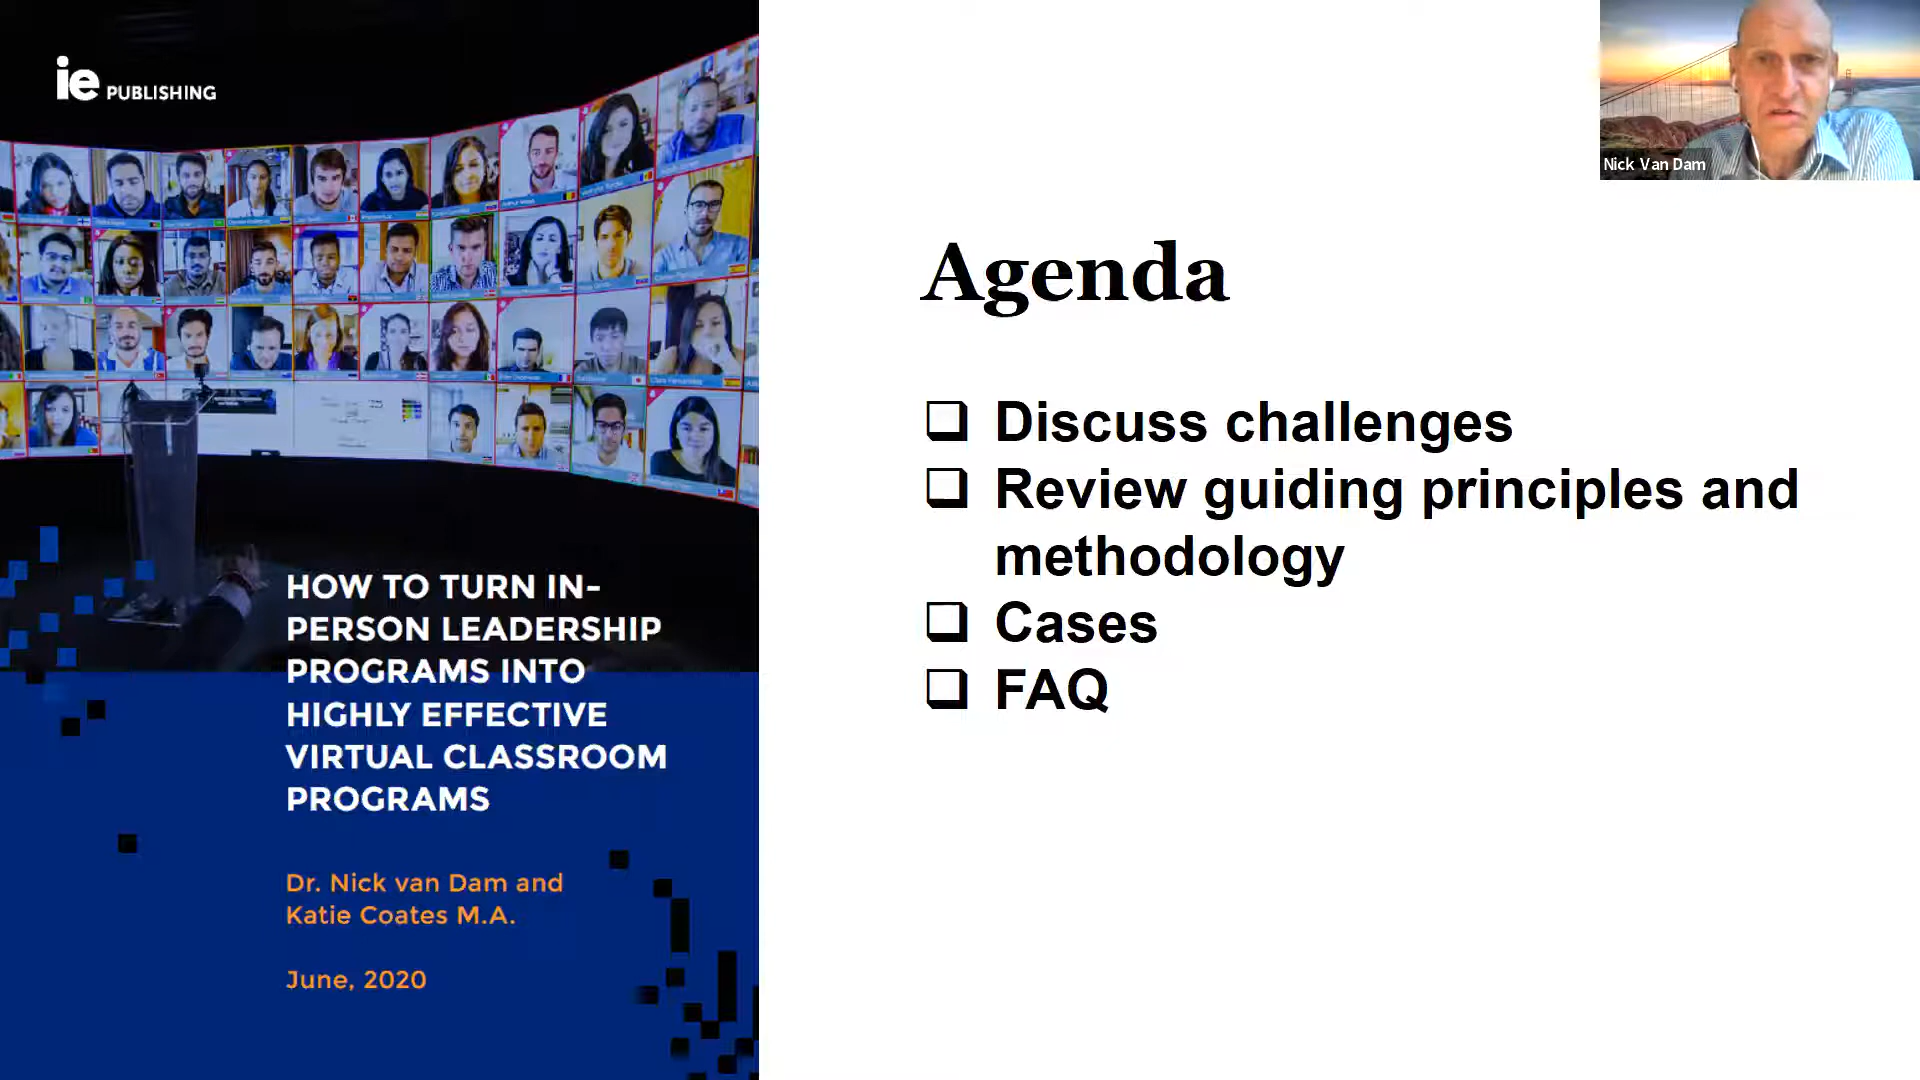 ie PUBLISHING
HOW TO TURN IN-
PERSON LEADERSHIP
PROGRAMS INTO
HIGHLY EFFECTIVE
VIRTUAL CLASSROOM
PROGRAMS
Dr. Nick van Dam and
Katie Coates M.A.
June, 2020
Agenda
Discuss challenges
Review guiding principles and
methodology
Cases
FAQ
Nick Van Dam